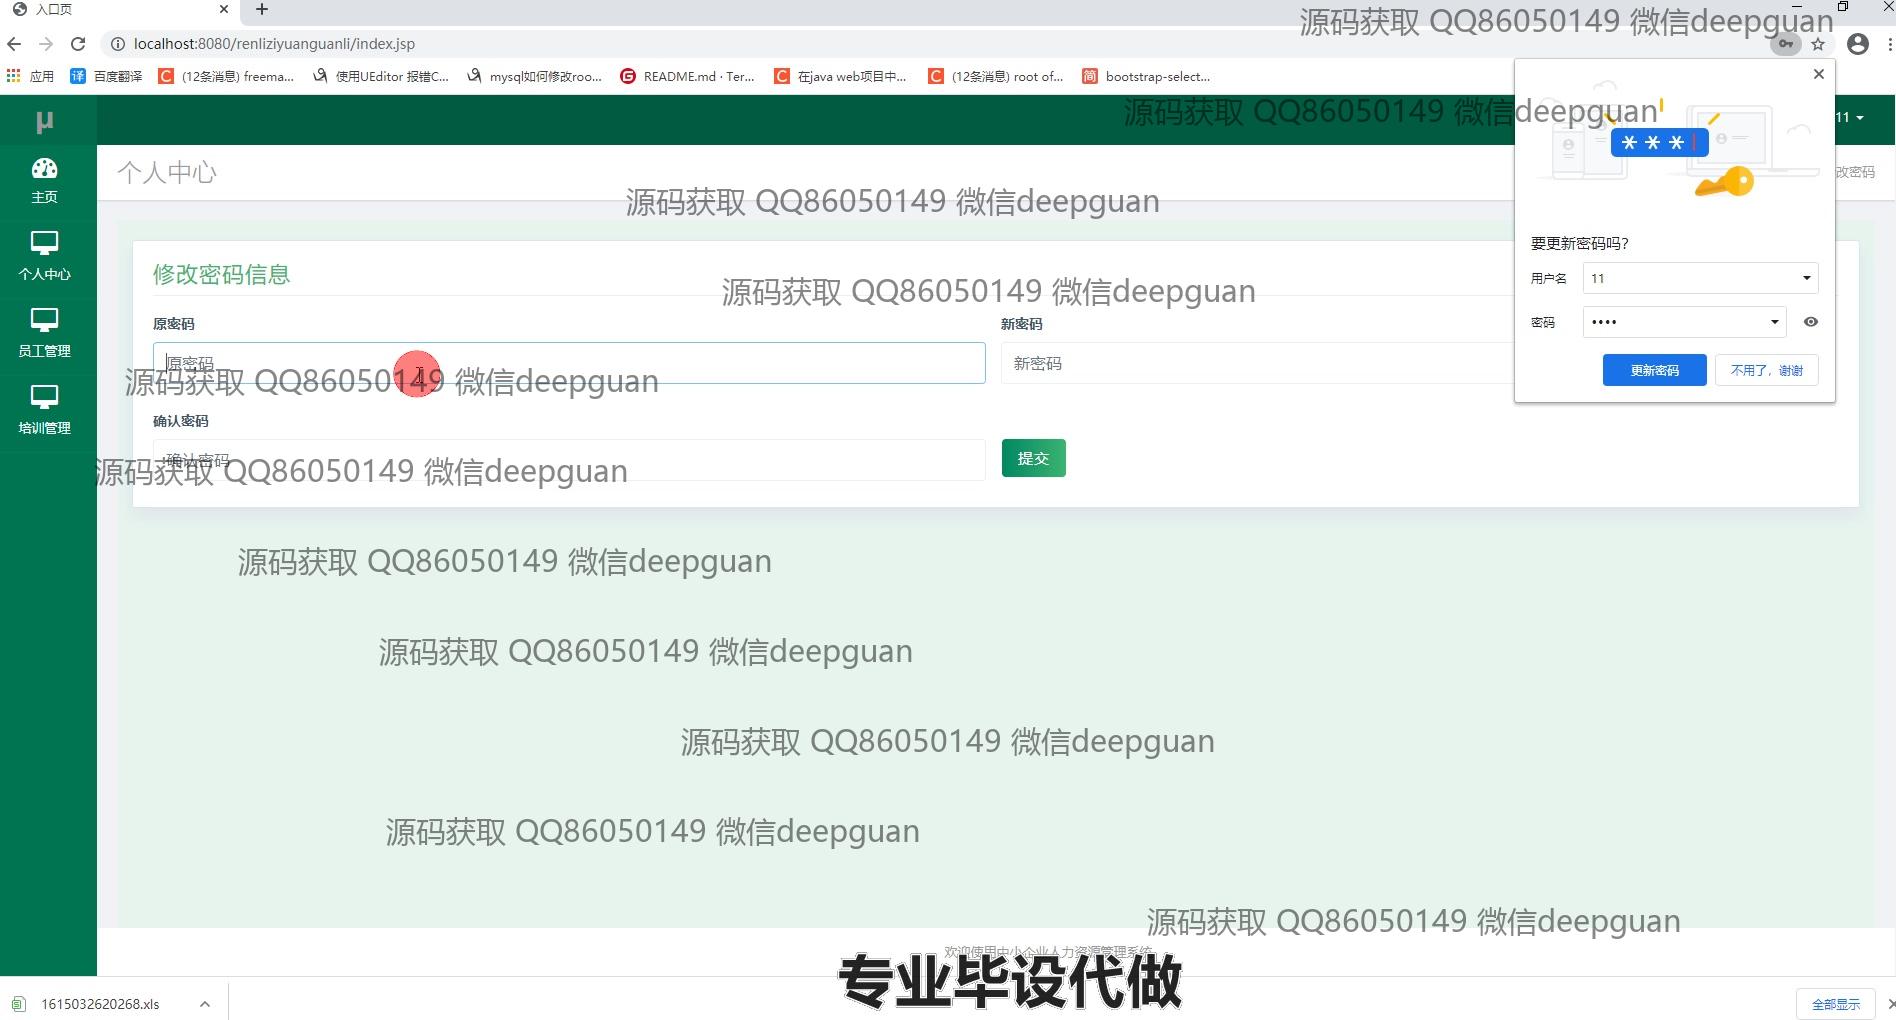 入口页
源码获取 QQ86050149 微信deepguan
localhost:8080/renliziyuanguanli/index.jsp
应用
百度翻译
(12条消息) freema...
使用UEditor 报错C...
mysql如何修改roo...
README.md · Ter...
在java web项目中...
(12条消息) root of...
bootstrap-select...
源码获取 QQ86050149 微信deepguan
μ
11
***
主页
个人中心
改密码
源码获取 QQ86050149 微信deepguan
要更新密码吗?
用户名
11
密码
••••
更新密码
不用了，谢谢
个人中心
员工管理
培训管理
修改密码信息
源码获取 QQ86050149 微信deepguan
原密码
新密码
原密码
新密码
源码获取 QQ86050149 微信deepguan
确认密码
确认密码
提交
源码获取 QQ86050149 微信deepguan
源码获取 QQ86050149 微信deepguan
源码获取 QQ86050149 微信deepguan
源码获取 QQ86050149 微信deepguan
源码获取 QQ86050149 微信deepguan
源码获取 QQ86050149 微信deepguan
欢迎使用中小企业人力资源管理系统
专业毕设代做
1615032620268.xls
全部显示